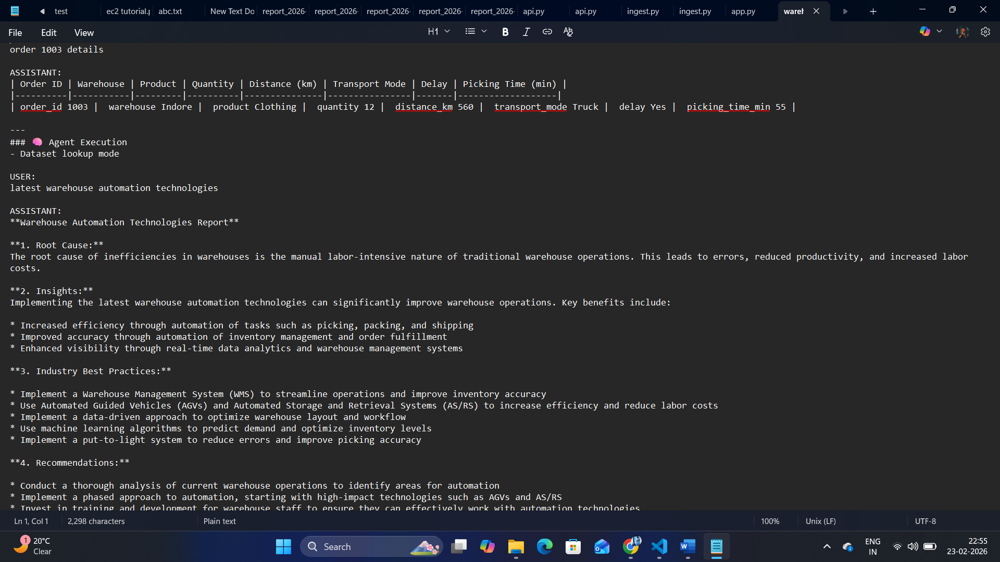 test
ec2 tutorial.p
abc.txt
New Text Do
report_2026-
report_2026-
report_2026-
report_2026-
report_2026-
api.py
api.py
ingest.py
ingest.py
app.py
wareh
File
Edit
View
H1
order 1003 details
ASSISTANT:
| Order ID | Warehouse | Product | Quantity | Distance (km) | Transport Mode | Delay | Picking Time (min) |
|----------|-----------|---------|----------|---------------|----------------|-------|-------------------|
| order_id 1003 |  warehouse Indore |  product Clothing |  quantity 12 |  distance_km 560 |  transport_mode Truck |  delay Yes |  picking_time_min 55 |
---
### 🧠 Agent Execution
- Dataset lookup mode
USER:
latest warehouse automation technologies
ASSISTANT:
**Warehouse Automation Technologies Report**
**1. Root Cause:**
The root cause of inefficiencies in warehouses is the manual labor-intensive nature of traditional warehouse operations. This leads to errors, reduced productivity, and increased labor
costs.
**2. Insights:**
Implementing the latest warehouse automation technologies can significantly improve warehouse operations. Key benefits include:
* Increased efficiency through automation of tasks such as picking, packing, and shipping
* Improved accuracy through automation of inventory management and order fulfillment
* Enhanced visibility through real-time data analytics and warehouse management systems
**3. Industry Best Practices:**
* Implement a Warehouse Management System (WMS) to streamline operations and improve inventory accuracy
* Use Automated Guided Vehicles (AGVs) and Automated Storage and Retrieval Systems (AS/RS) to increase efficiency and reduce labor costs
* Implement a data-driven approach to optimize warehouse layout and workflow
* Use machine learning algorithms to predict demand and optimize inventory levels
* Implement a put-to-light system to reduce errors and improve picking accuracy
**4. Recommendations:**
* Conduct a thorough analysis of current warehouse operations to identify areas for automation
* Implement a phased approach to automation, starting with high-impact technologies such as AGVs and AS/RS
* Invest in training and development for warehouse staff to ensure they can effectively work with automation technologies
Ln 1, Col 1
2,298 characters
Plain text
100%
Unix (LF)
UTF-8
1
20°C
Clear
Search
ENG
IN
22:55
23-02-2026